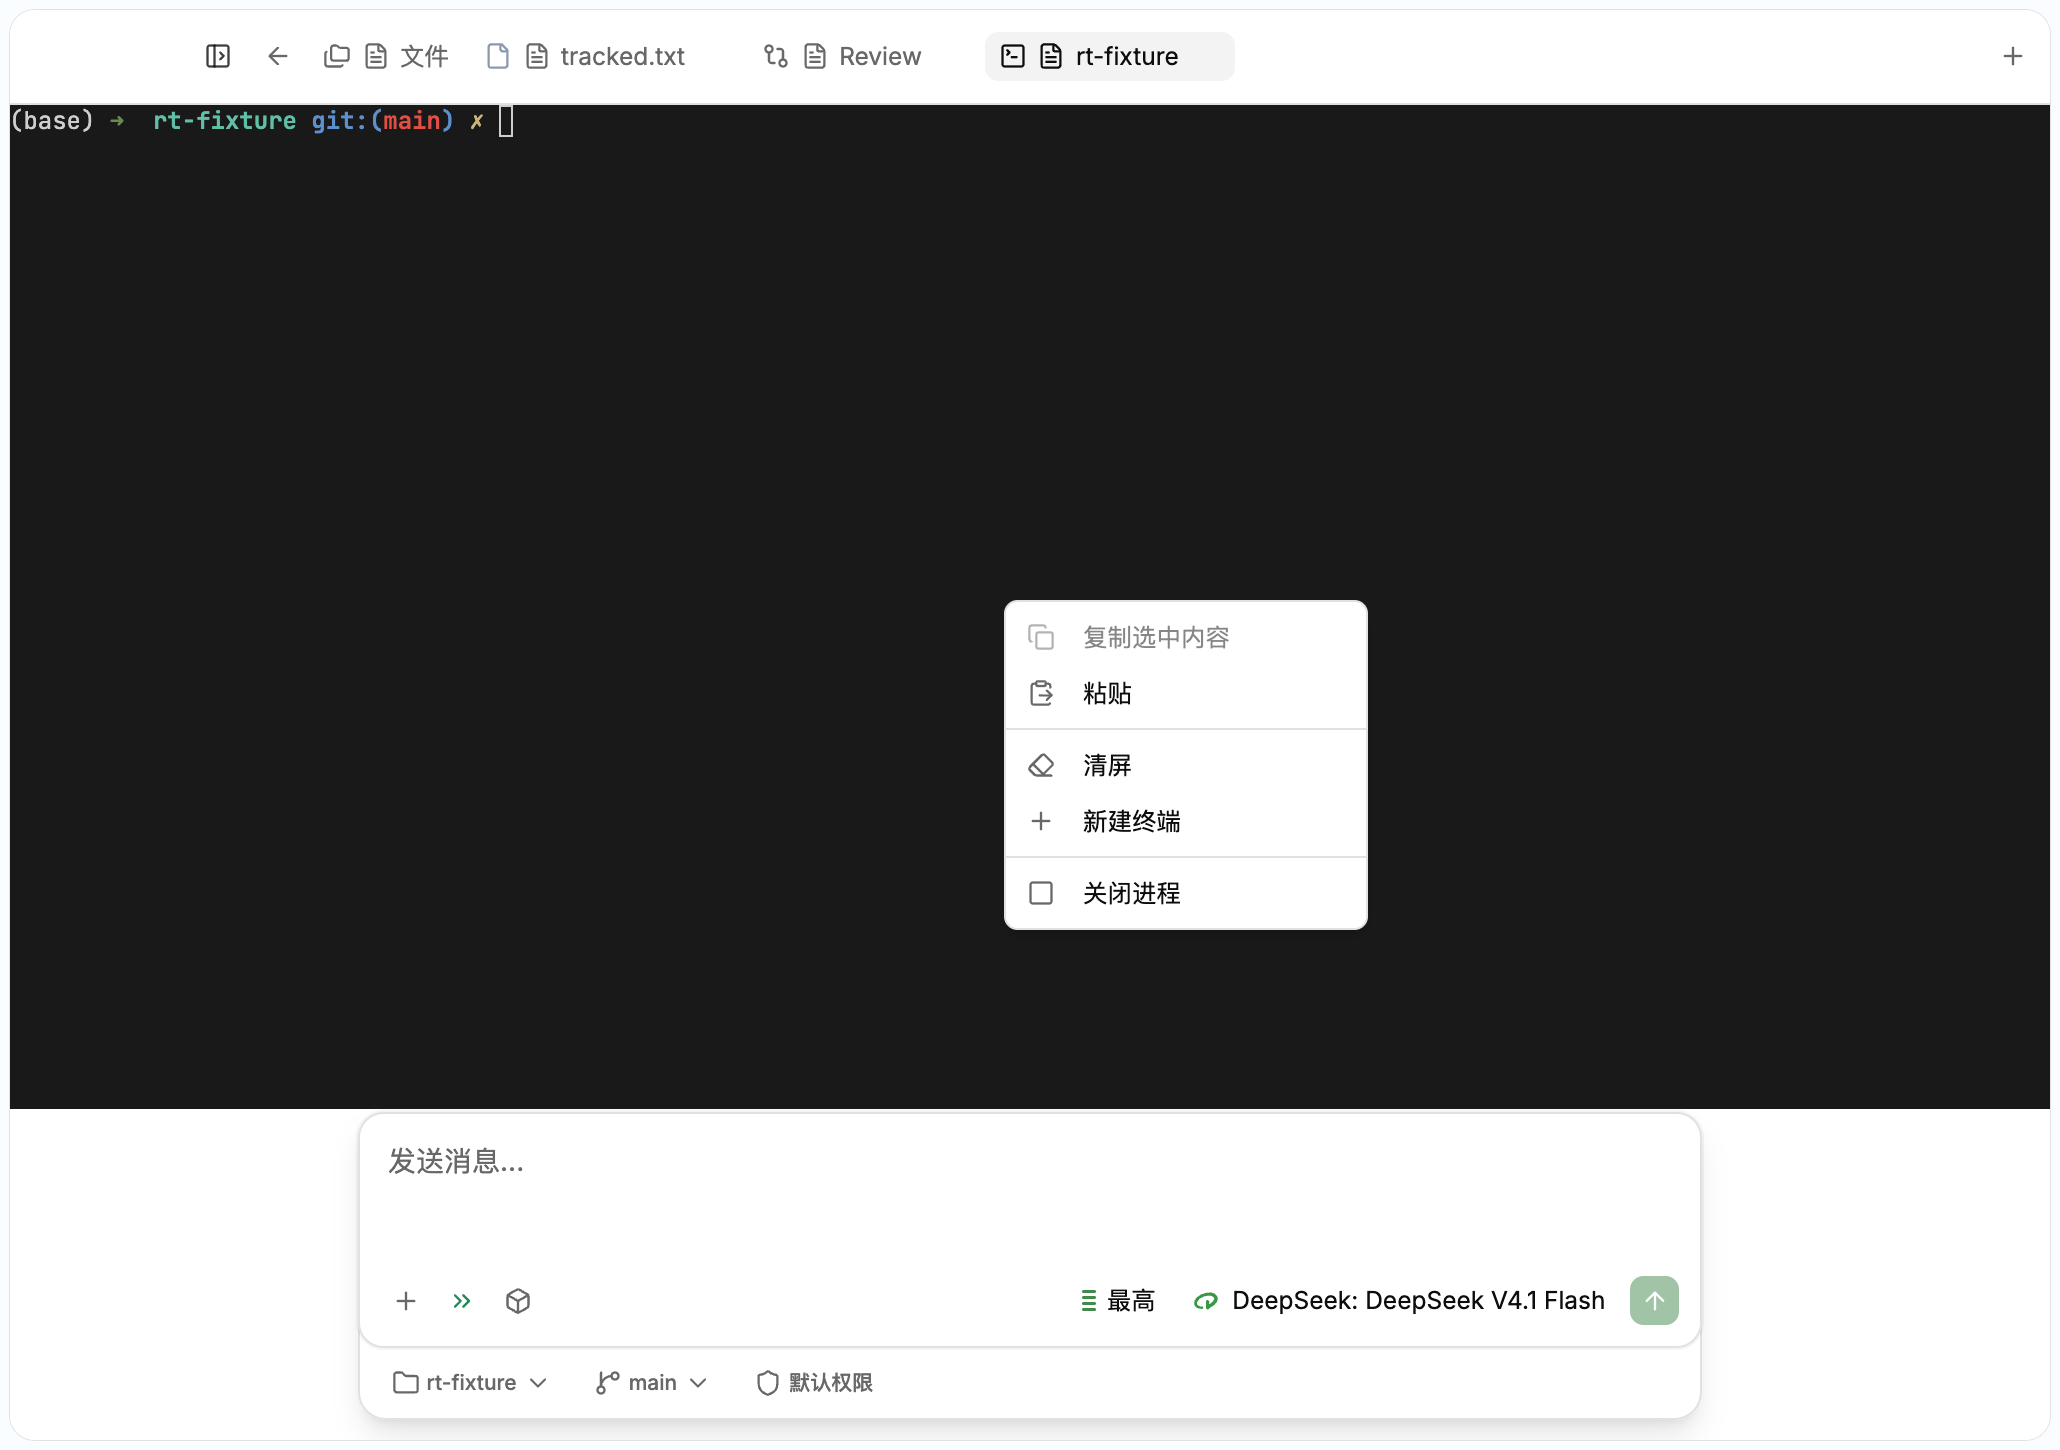 文件 tracked.txt Review rt-fixture
(base) ➜ rt-fixture git:(main) ✗
复制选中内容
粘贴
清屏
新建终端
关闭进程
发送消息...
最高 DeepSeek: DeepSeek V4.1 Flash
rt-fixture main 默认权限